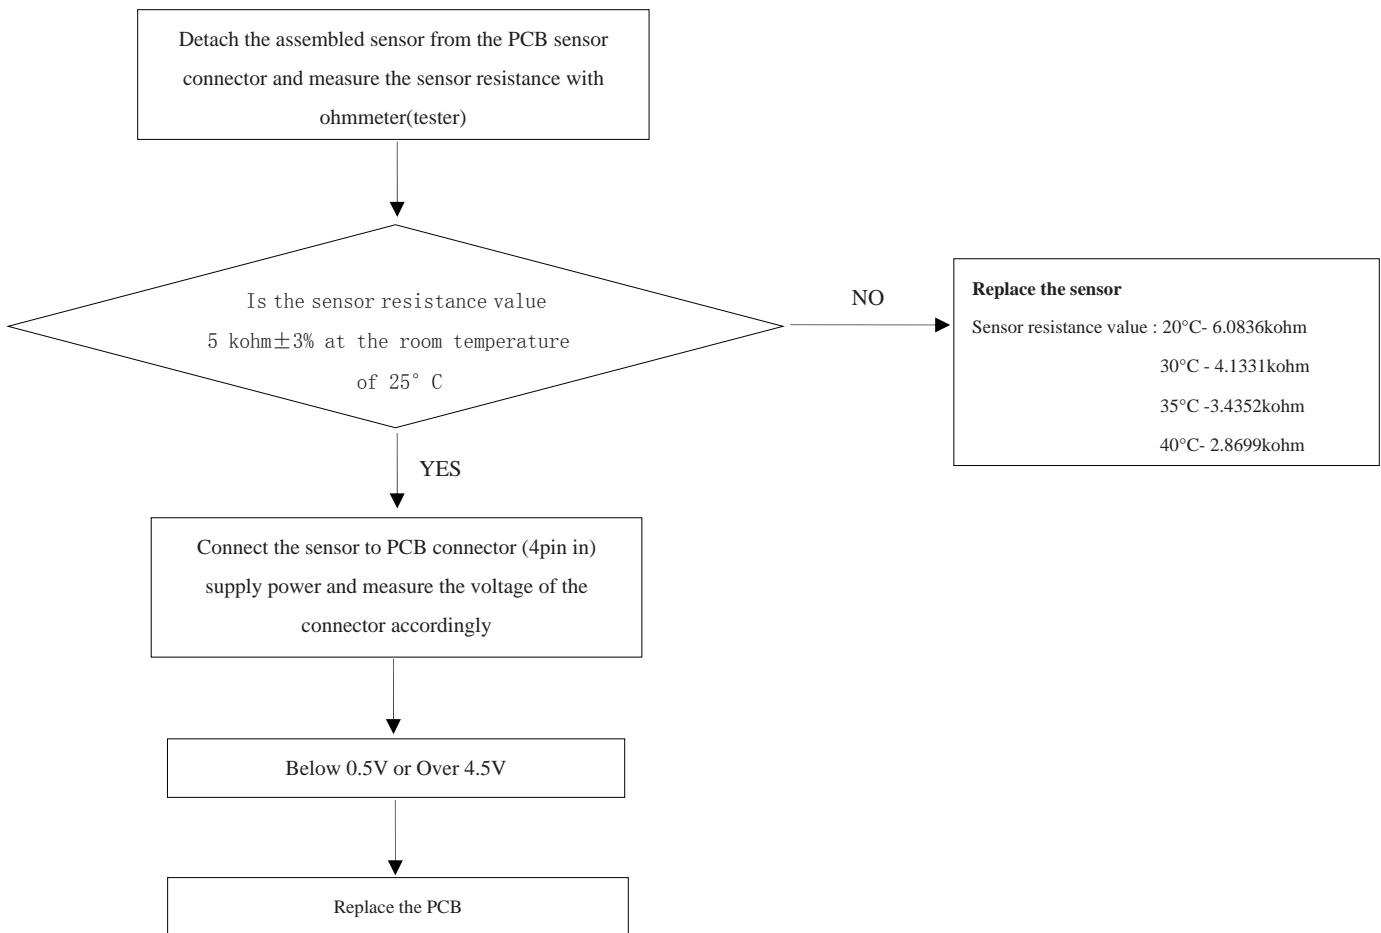 Detach the assembled sensor from the PCB sensor
connector and measure the sensor resistance with
ohmmeter(tester)
Is the sensor resistance value
5 kohm±3% at the room temperature
of 25° C
NO
Replace the sensor
Sensor resistance value : 20°C- 6.0836kohm
30°C - 4.1331kohm
35°C -3.4352kohm
40°C- 2.8699kohm
YES
Connect the sensor to PCB connector (4pin in)
supply power and measure the voltage of the
connector accordingly
Below 0.5V or Over 4.5V
Replace the PCB